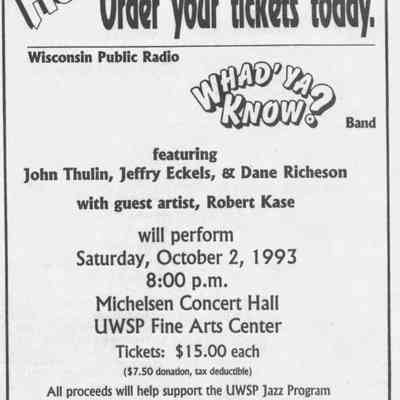 Order your tickets today.
Wisconsin Public Radio
WHAD'YA
KNOW?
Band
featuring
John Thulin, Jeffry Eckels, & Dane Richeson
with guest artist, Robert Kase
will perform
Saturday, October 2, 1993
8:00 p.m.
Michelsen Concert Hall
UWSP Fine Arts Center
Tickets: $15.00 each
($7.50 donation, tax deductible)
All proceeds will help support the UWSP Jazz Program